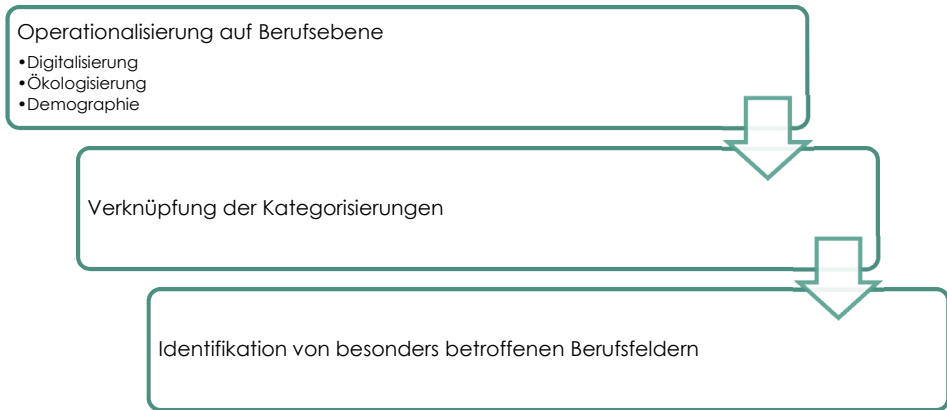 Operationalisierung auf Berufsebene
•Digitalisierung
•Ökologisierung
•Demographie
Verknüpfung der Kategorisierungen
Identifikation von besonders betroffenen Berufsfeldern